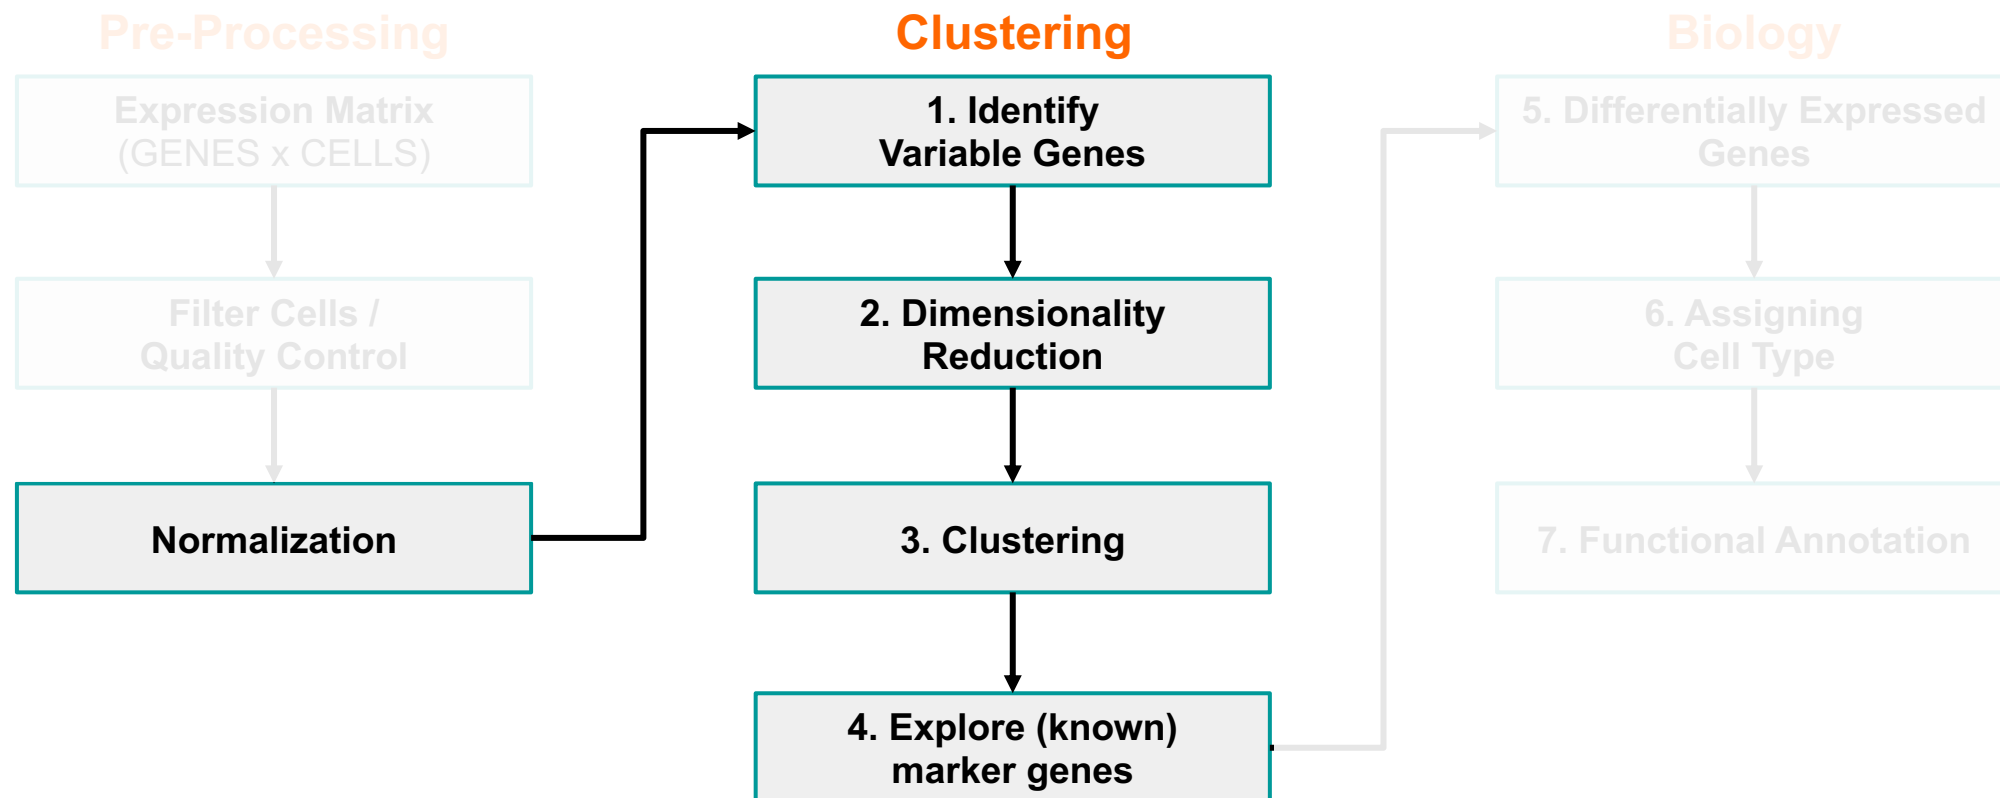 Pre-Processing
Expression Matrix
(GENES x CELLS)
Filter Cells /
Quality Control
Normalization
Clustering
1. Identify
Variable Genes
2. Dimensionality
Reduction
3. Clustering
4. Explore (known)
marker genes
Biology
5. Differentially Expressed
Genes
6. Assigning
Cell Type
7. Functional Annotation